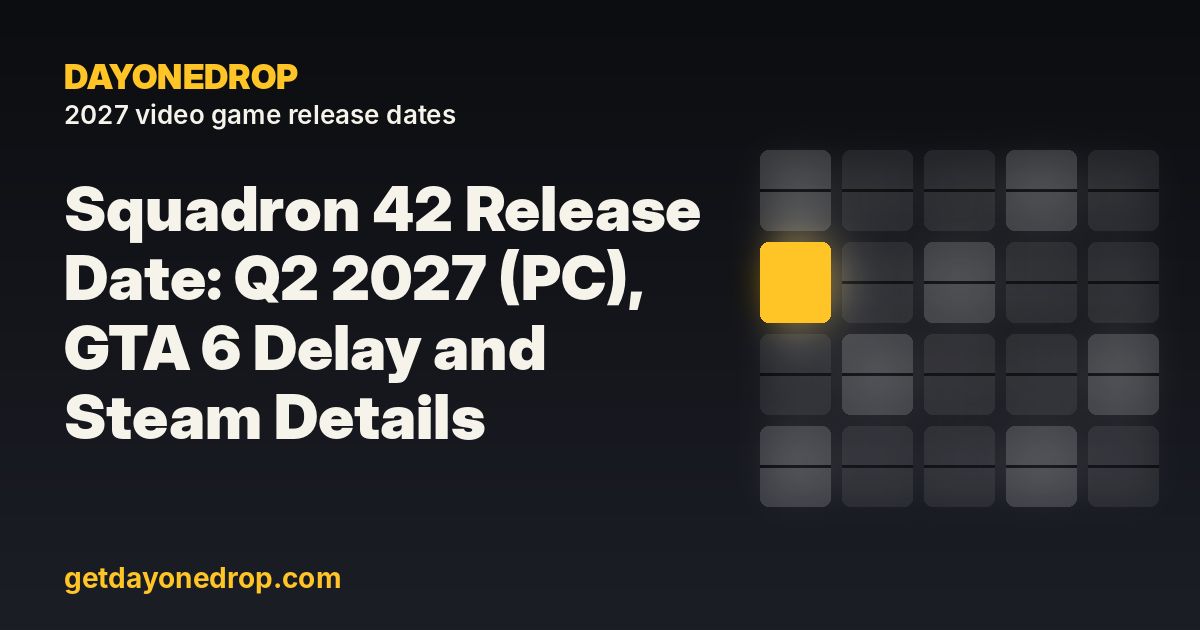 DAYONEDROP
2027 video game release dates
Squadron 42 Release
Date: Q2 2027 (PC),
GTA 6 Delay and
Steam Details
getdayonedrop.com